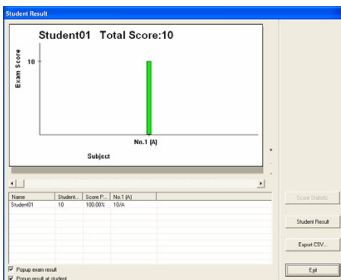 Student Result
Student01 Total Score:10
Exam Score
10
No.1 (A)
Subject
Name Student... Score P... No.1 (A)
Student01 10 100.00% 10/A
Score Statistic
Student Result
Export CSV...
Popup exam result
Exit
Popup result at student